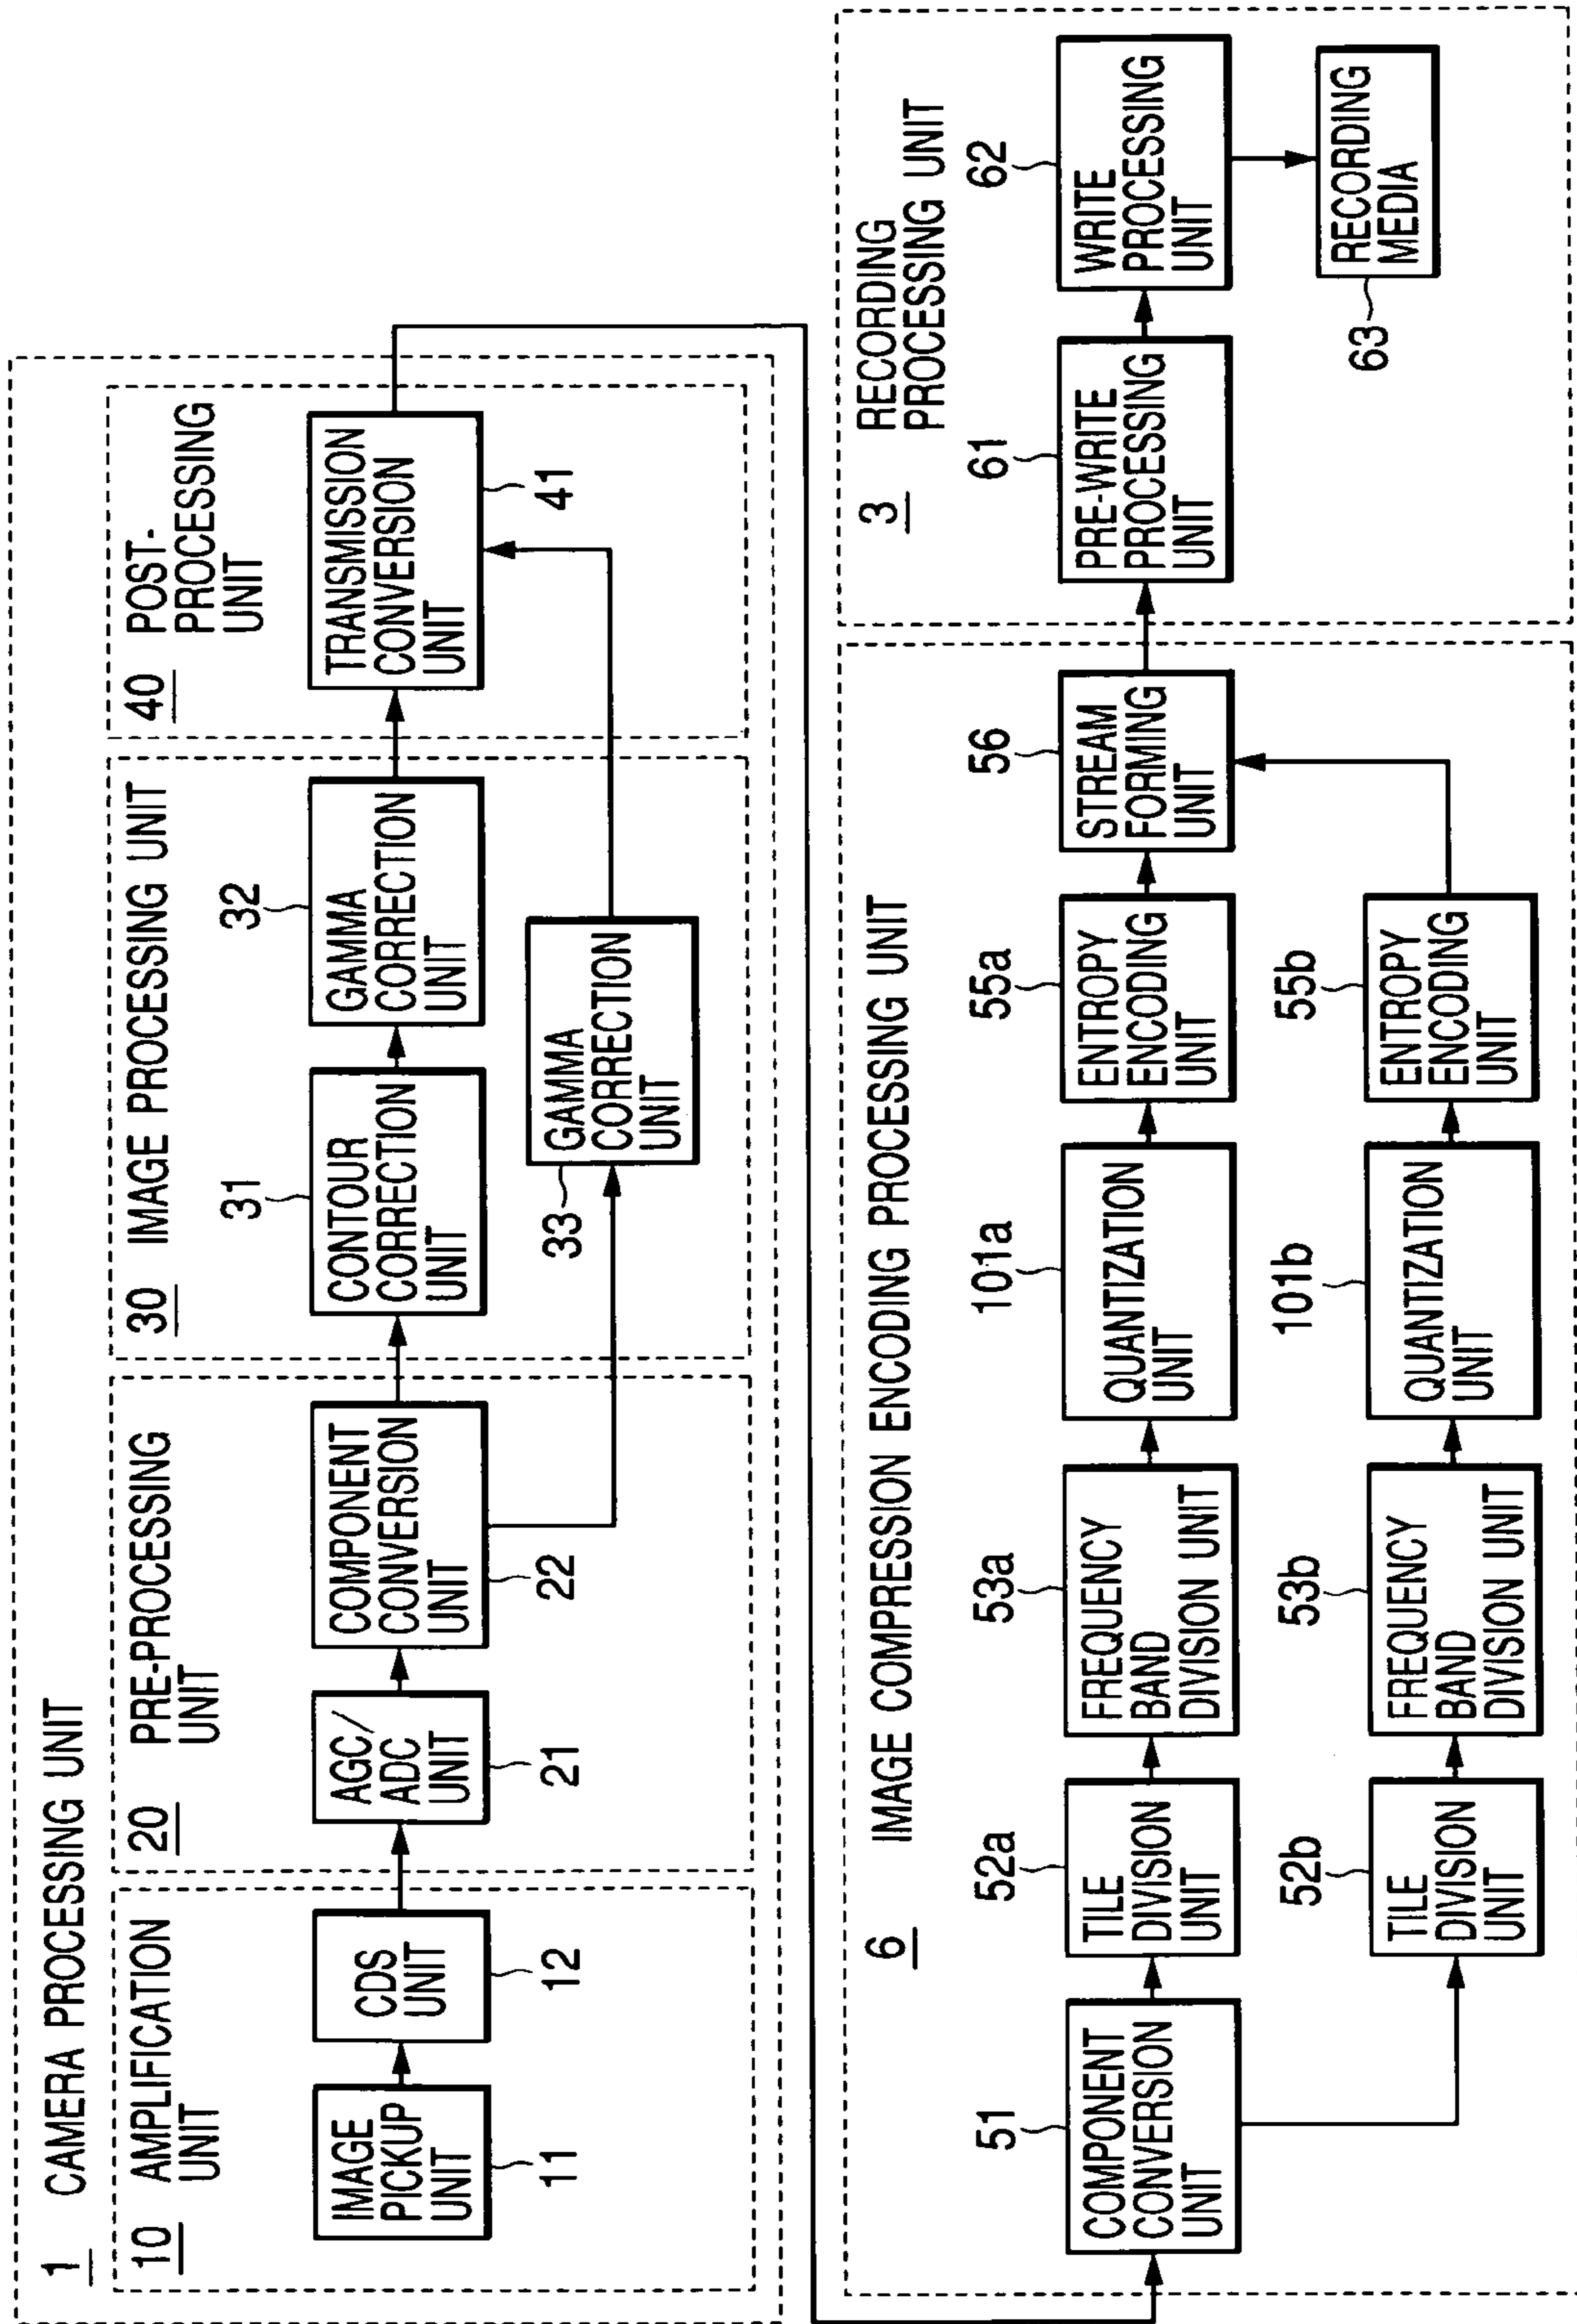 1 CAMERA PROCESSING UNIT
10 AMPLIFICATION
UNIT
IMAGE
PICKUP
UNIT
11
CDS
UNIT
12
20 PRE-PROCESSING
UNIT
AGC/
ADC
UNIT
21
COMPONENT
CONVERSION
UNIT
22
30 IMAGE PROCESSING UNIT
31
CONTOUR
CORRECTION
UNIT
32
GAMMA
CORRECTION
UNIT
33
GAMMA
CORRECTION
UNIT
40 POST-
PROCESSING
UNIT
TRANSMISSION
CONVERSION
UNIT
41
6 IMAGE COMPRESSION ENCODING PROCESSING UNIT
51
COMPONENT
CONVERSION
UNIT
52a
TILE
DIVISION
UNIT
53a
FREQUENCY
BAND
DIVISION UNIT
101a
QUANTIZATION
UNIT
55a
ENTROPY
ENCODING
UNIT
56
STREAM
FORMING
UNIT
52b
TILE
DIVISION
UNIT
53b
FREQUENCY
BAND
DIVISION UNIT
101b
QUANTIZATION
UNIT
55b
ENTROPY
ENCODING
UNIT
3 RECORDING
PROCESSING UNIT
61
PRE-WRITE
PROCESSING
UNIT
62
WRITE
PROCESSING
UNIT
63
RECORDING
MEDIA